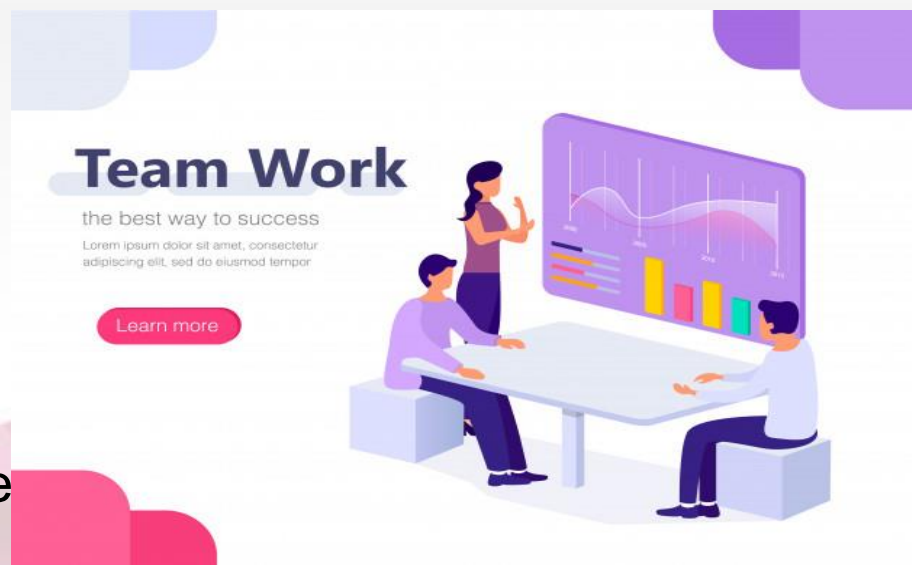 Team Work
the best way to success
Lorem ipsum dolor sit amet, consectetur
adipiscing elit, sed do eiusmod tempor
Learn more
e